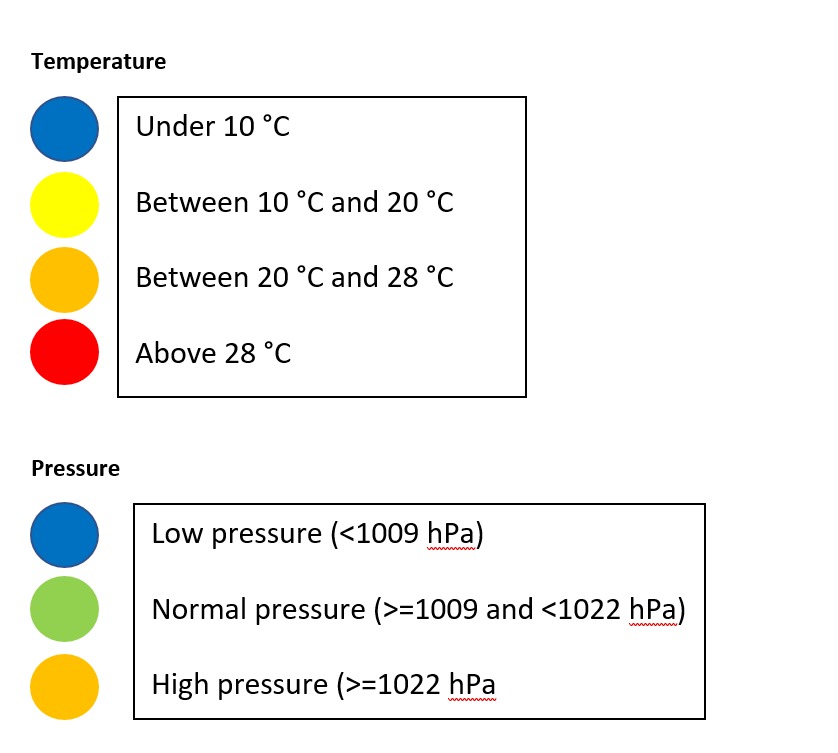 Temperature
Under 10 °C
Between 10 °C and 20 °C
Between 20 °C and 28 °C
Above 28 °C
Pressure
Low pressure (<1009 hPa)
Normal pressure (>=1009 and <1022 hPa)
High pressure (>=1022 hPa